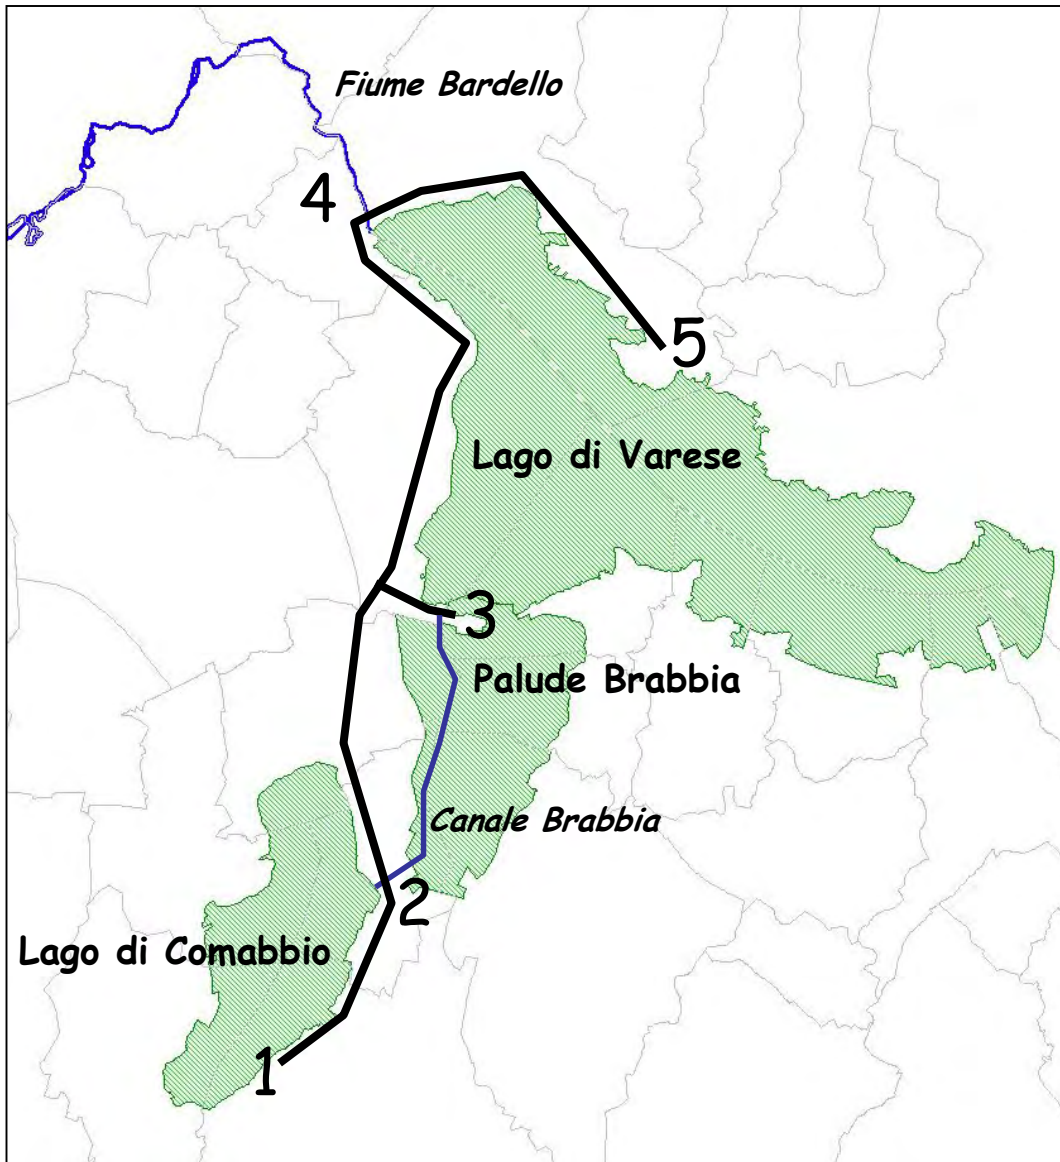 Fiume Bardello
4
5
Lago di Varese
3
Palude Brabbia
Canale Brabbia
2
Lago di Comabbio
1